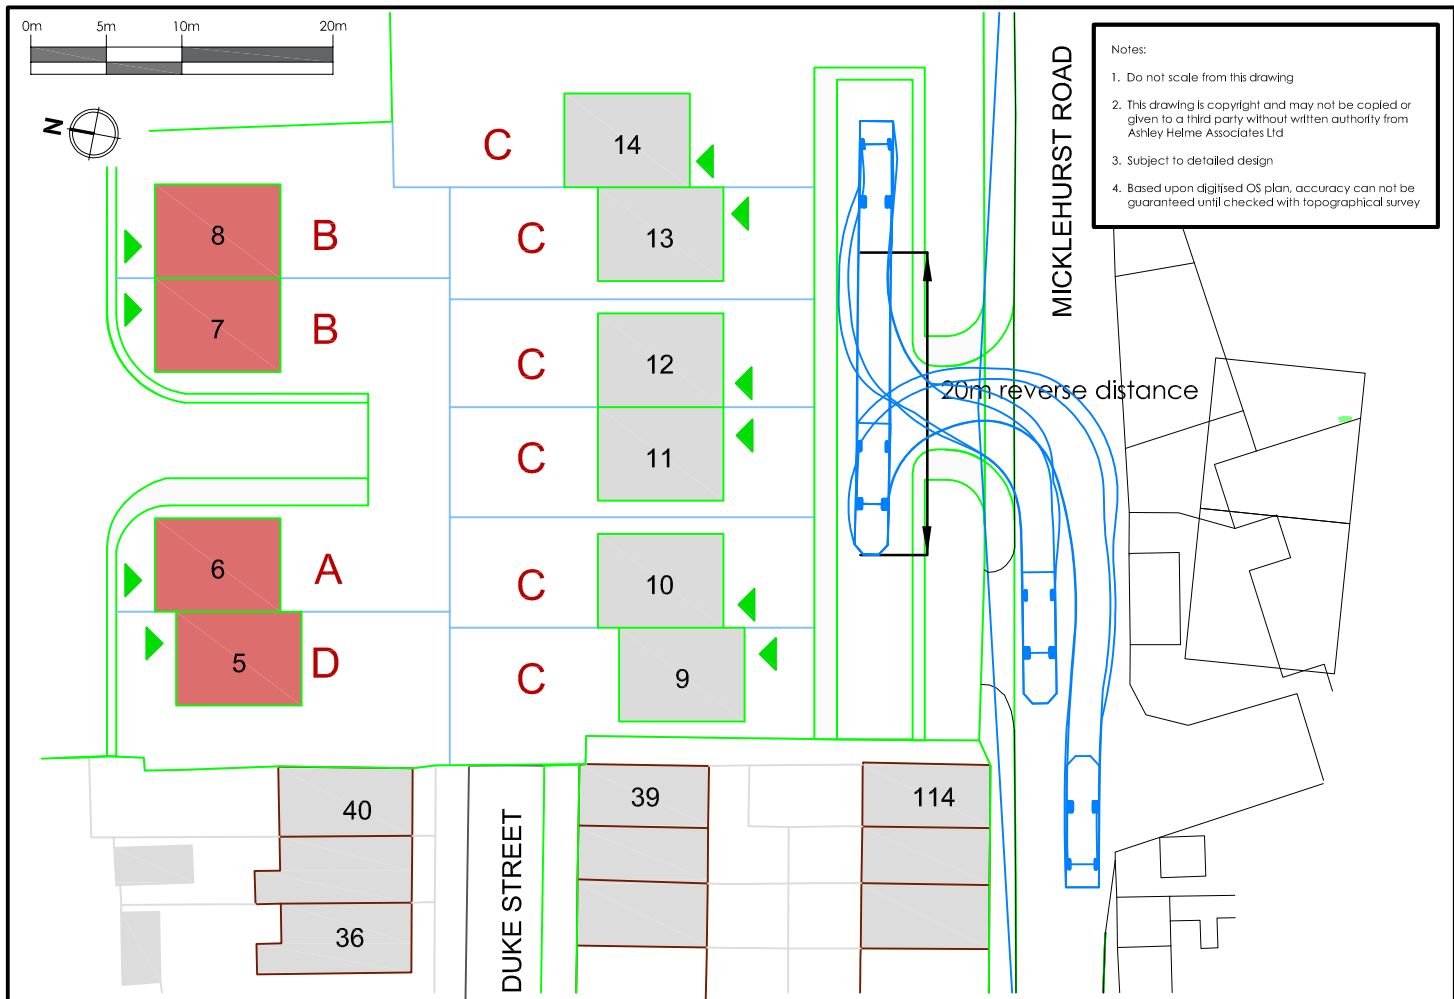 0m 5m 10m 20m
N
MICKLEHURST ROAD
Notes:
1. Do not scale from this drawing
2. This drawing is copyright and may not be copied or
given to a third party without written authority from
Ashley Helme Associates Ltd
3. Subject to detailed design
4. Based upon digitised OS plan, accuracy can not be
guaranteed until checked with topographical survey
C 14
8 B C 13
7 B C 12
20m reverse distance
C 11
6 A C 10
5 D C 9
40 39 114
36
DUKE STREET